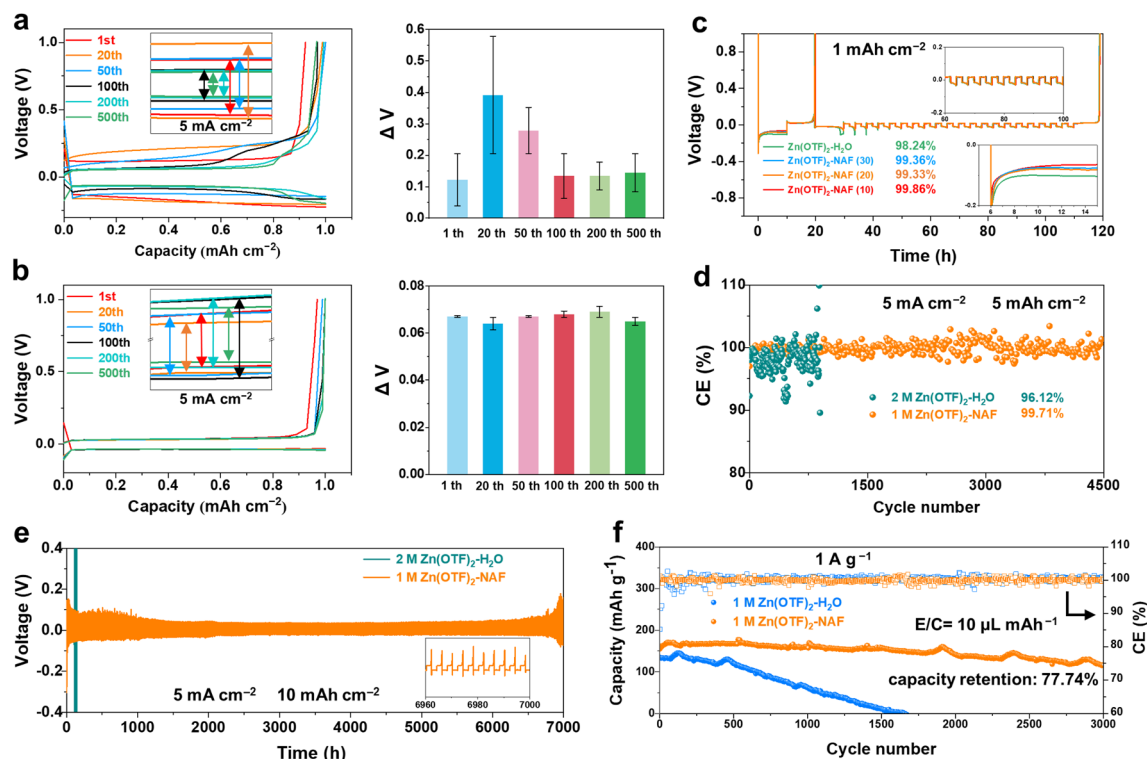 a
Voltage (V)
1.0
0.5
0.0
1st
20th
50th
100th
200th
500th
5 mA cm⁻²
0.0 0.2 0.4 0.6 0.8 1.0
Capacity (mAh cm⁻²)
Δ V
0.6
0.5
0.4
0.3
0.2
0.1
0.0
1 th 20 th 50 th 100 th 200 th 500 th
b
Voltage (V)
1.0
0.5
0.0
1st
20th
50th
100th
200th
500th
5 mA cm⁻²
0.0 0.2 0.4 0.6 0.8 1.0
Capacity (mAh cm⁻²)
Δ V
0.08
0.06
0.04
0.02
0.00
1 th 20 th 50 th 100 th 200 th 500 th
c
Voltage (V)
0.8
0.4
0.0
-0.4
-0.8
1 mAh cm⁻²
0.2
0.0
-0.2
60 80 100
Zn(OTF)₂-H₂O 98.24%
Zn(OTF)₂-NAF (30) 99.36%
Zn(OTF)₂-NAF (20) 99.33%
Zn(OTF)₂-NAF (10) 99.86%
0.0
-0.2
6 8 10 12 14
0 20 40 60 80 100 120
Time (h)
d
CE (%)
110
100
90
80
5 mA cm⁻² 5 mAh cm⁻²
2 M Zn(OTF)₂-H₂O 96.12%
1 M Zn(OTF)₂-NAF 99.71%
0 1500 3000 4500
Cycle number
e
Voltage (V)
0.4
0.2
0.0
-0.2
-0.4
2 M Zn(OTF)₂-H₂O
1 M Zn(OTF)₂-NAF
5 mA cm⁻² 10 mAh cm⁻²
6960 6980 7000
0 1000 2000 3000 4000 5000 6000 7000
Time (h)
f
Capacity (mAh g⁻¹)
400
350
300
250
200
150
100
50
0
1 A g⁻¹
1 M Zn(OTF)₂-H₂O
1 M Zn(OTF)₂-NAF
E/C= 10 μL mAh⁻¹
capacity retention: 77.74%
110
100
90
80
70
60
CE (%)
0 500 1000 1500 2000 2500 3000
Cycle number